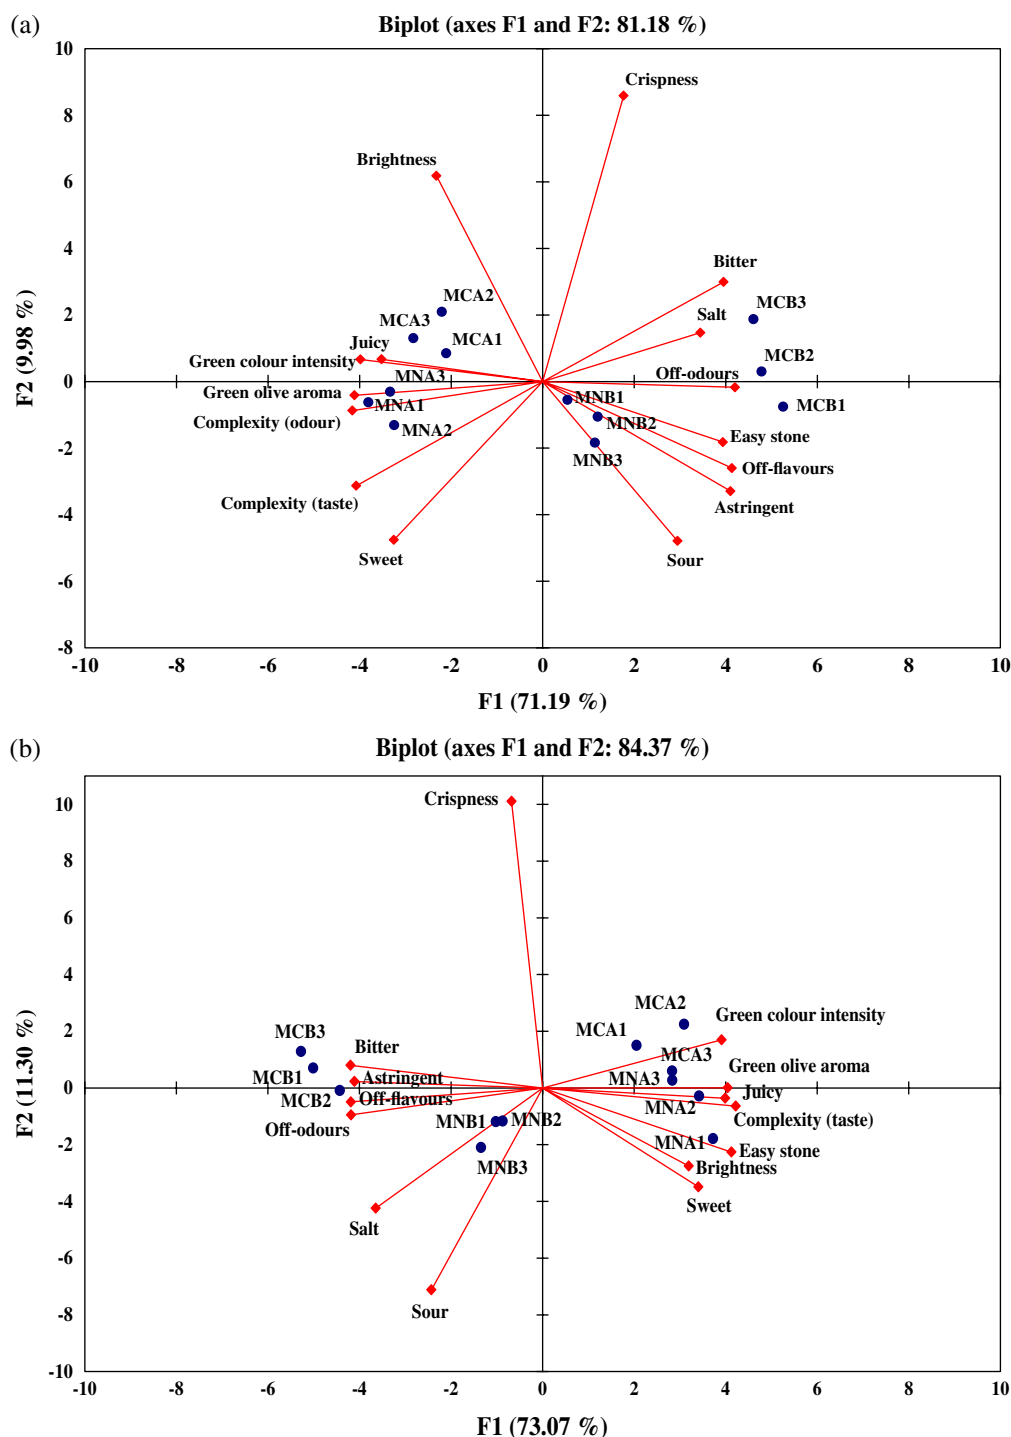 (a)
Biplot (axes F1 and F2: 81.18 %)
10
8
6
4
2
0
-2
-4
-6
-8
F2 (9.98 %)
Crispness
Brightness
Bitter
MCA2
MCB3
MCA3
Salt
Juicy
MCA1
Green colour intensity
MCB2
Off-odours
MNA3
Green olive aroma
MNB1
MCB1
MNA1
Complexity (odour)
MNA2
MNB2
Easy stone
MNB3
Off-flavours
Complexity (taste)
Astringent
Sweet
Sour
-10 -8 -6 -4 -2 0 2 4 6 8 10
F1 (71.19 %)
(b)
Biplot (axes F1 and F2: 84.37 %)
10
8
6
4
2
0
-2
-4
-6
-8
-10
F2 (11.30 %)
Crispness
MCA2
Green colour intensity
MCB3
MCA1
Bitter
MCA3
Green olive aroma
MCB1
Astringent
MNA3
Juicy
MCB2
Off-flavours
MNA2
Complexity (taste)
Off-odours
MNB1
MNB2
MNA1
Easy stone
MNB3
Brightness
Sweet
Salt
Sour
-10 -8 -6 -4 -2 0 2 4 6 8 10
F1 (73.07 %)